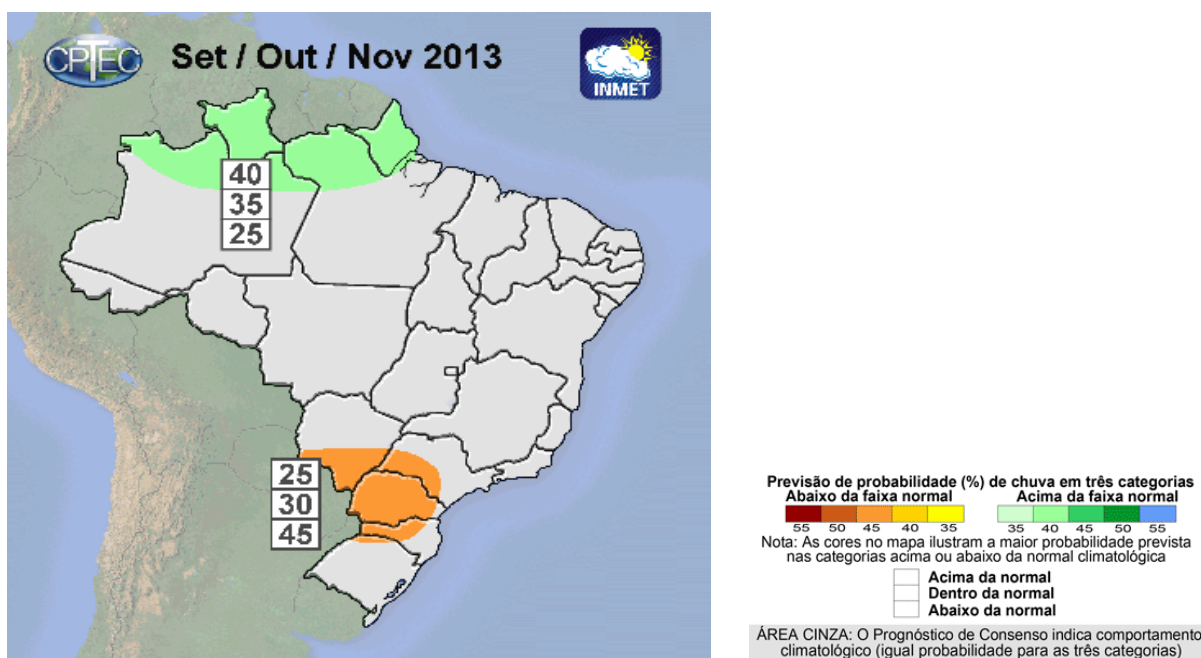 CPTEC
Set / Out / Nov 2013
INMET
40
35
25
25
30
45
Previsão de probabilidade (%) de chuva em três categorias
Abaixo da faixa normal Acima da faixa normal
55 50 45 40 35 35 40 45 50 55
Nota: As cores no mapa ilustram a maior probabilidade prevista
nas categorias acima ou abaixo da normal climatológica
Acima da normal
Dentro da normal
Abaixo da normal
ÁREA CINZA: O Prognóstico de Consenso indica comportamento
climatológico (igual probabilidade para as três categorias)